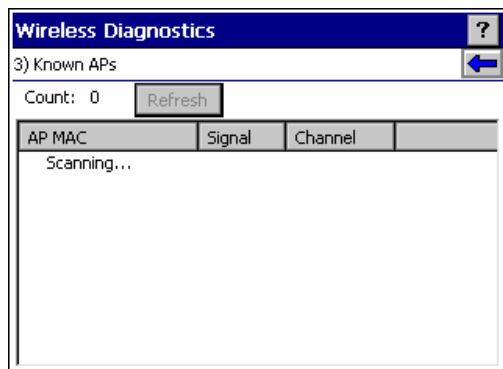 Wireless Diagnostics ?
3) Known APs
Count: 0 Refresh
AP MAC Signal Channel
Scanning...